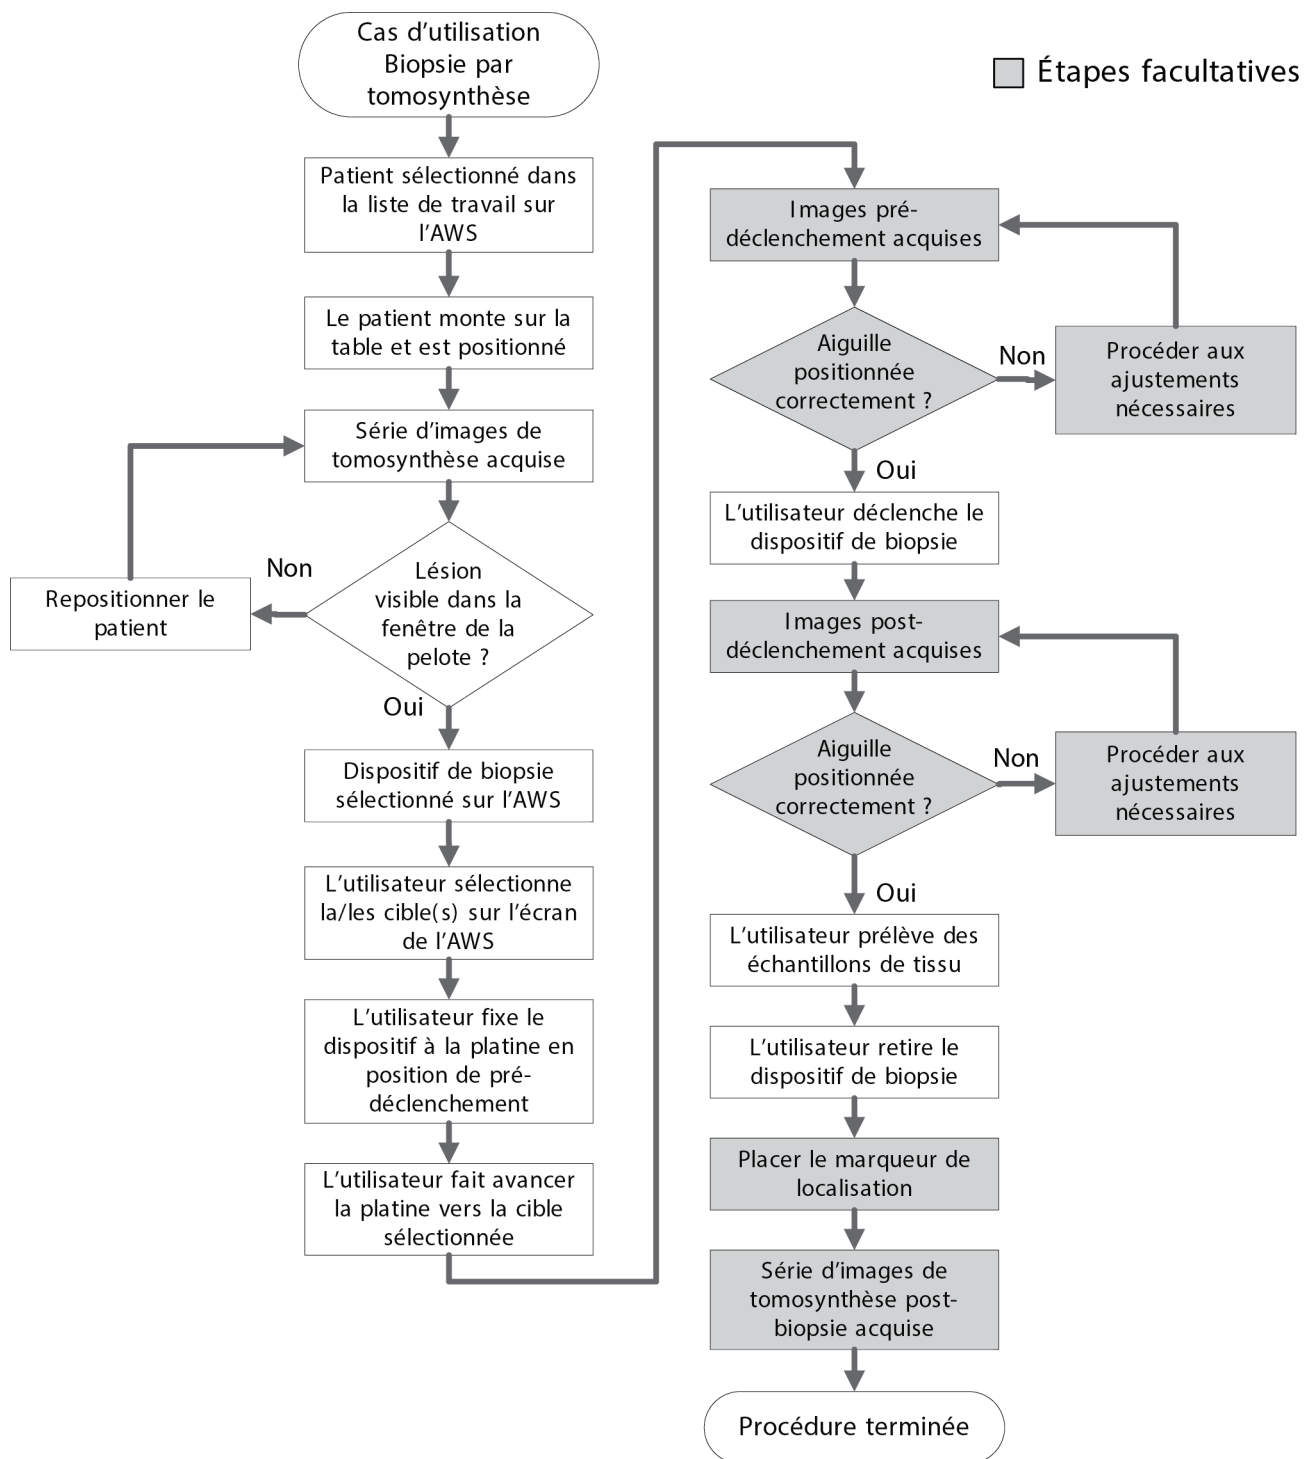 Cas d’utilisation
Biopsie par
tomosynthèse
Étapes facultatives
Patient sélectionné dans
la liste de travail sur
l’AWS
Le patient monte sur la
table et est positionné
Série d’images de
tomosynthèse acquise
Lésion
visible dans la
fenêtre de la
pelote ?
Non
Repositionner le
patient
Oui
Dispositif de biopsie
sélectionné sur l’AWS
L’utilisateur sélectionne
la/les cible(s) sur l’écran
de l’AWS
L’utilisateur fixe le
dispositif à la platine en
position de pré-
déclenchement
L’utilisateur fait avancer
la platine vers la cible
sélectionnée
Images pré-
déclenchement acquises
Aiguille
positionnée
correctement ?
Non
Procéder aux
ajustements
nécessaires
Oui
L’utilisateur déclenche le
dispositif de biopsie
Images post-
déclenchement acquises
Aiguille
positionnée
correctement ?
Non
Procéder aux
ajustements
nécessaires
Oui
L’utilisateur prélève des
échantillons de tissu
L’utilisateur retire le
dispositif de biopsie
Placer le marqueur de
localisation
Série d’images de
tomosynthèse post-
biopsie acquise
Procédure terminée